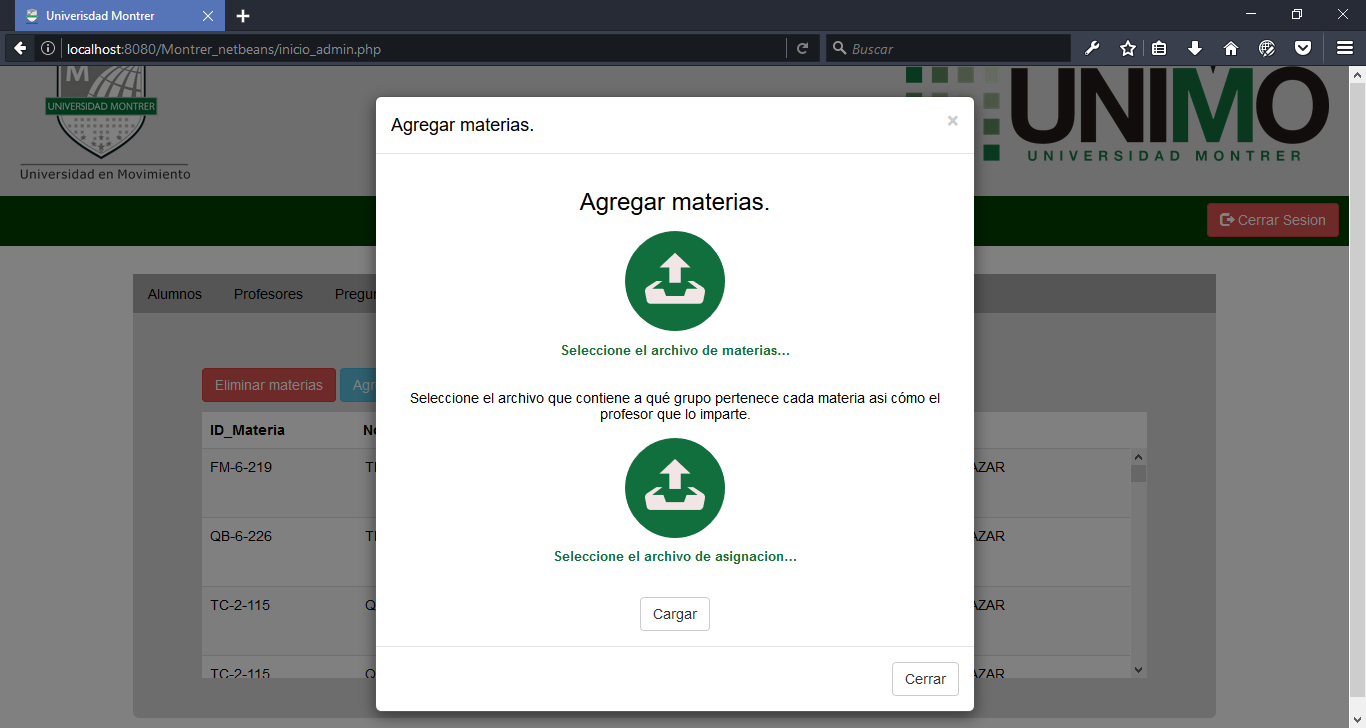 Univerisdad Montrer
localhost:8080/Montrer_netbeans/inicio_admin.php
Buscar
M
UNIVERSIDAD MONTRER
Universidad en Movimiento
UNIMO
UNIVERSIDAD MONTRER
Cerrar Sesion
Alumnos Profesores Pregu
Agregar materias.
×
Agregar materias.
Seleccione el archivo de materias...
Seleccione el archivo que contiene a qué grupo pertenece cada materia asi cómo el
profesor que lo imparte.
Seleccione el archivo de asignacion...
Cargar
Cerrar
Eliminar materias Agr
ID_Materia
FM-6-219 AZAR
QB-6-226 AZAR
TC-2-115 AZAR
TC-2-115 AZAR